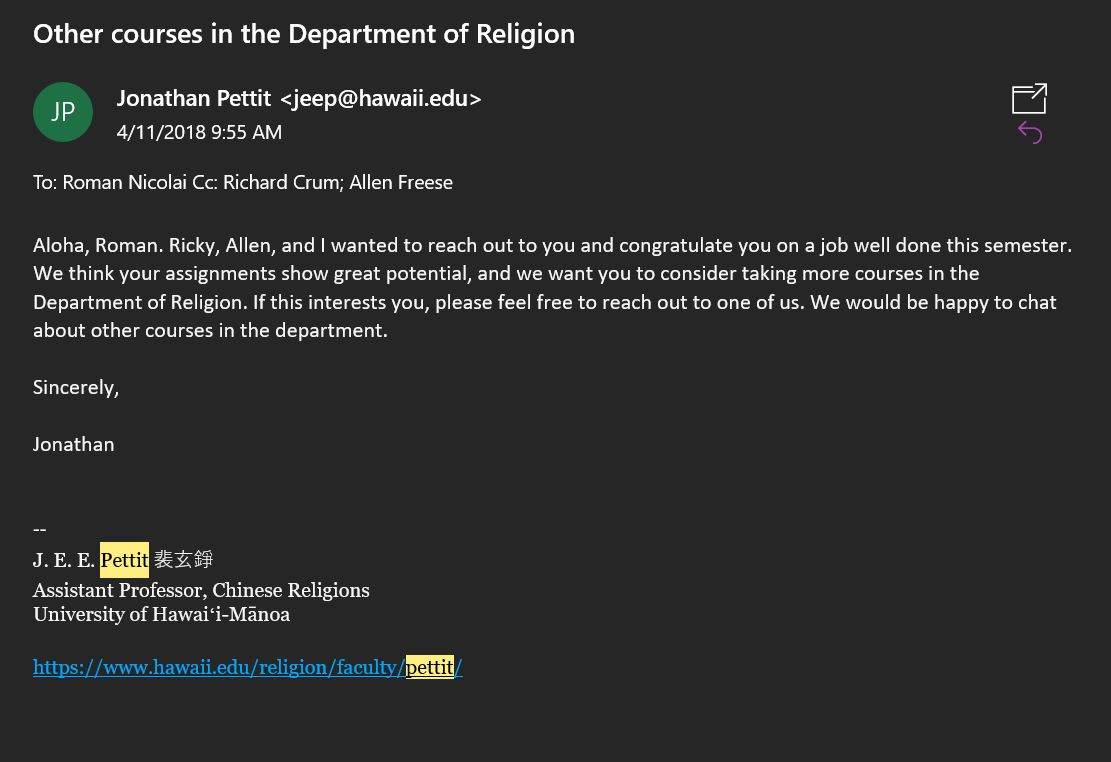 Other courses in the Department of Religion
JP
Jonathan Pettit <jeep@hawaii.edu>
4/11/2018 9:55 AM
To: Roman Nicolai Cc: Richard Crum; Allen Freese
Aloha, Roman. Ricky, Allen, and I wanted to reach out to you and congratulate you on a job well done this semester.
We think your assignments show great potential, and we want you to consider taking more courses in the
Department of Religion. If this interests you, please feel free to reach out to one of us. We would be happy to chat
about other courses in the department.
Sincerely,
Jonathan
--
J. E. E. Pettit 裴玄錚
Assistant Professor, Chinese Religions
University of Hawaiʻi-Mānoa
https://www.hawaii.edu/religion/faculty/pettit/